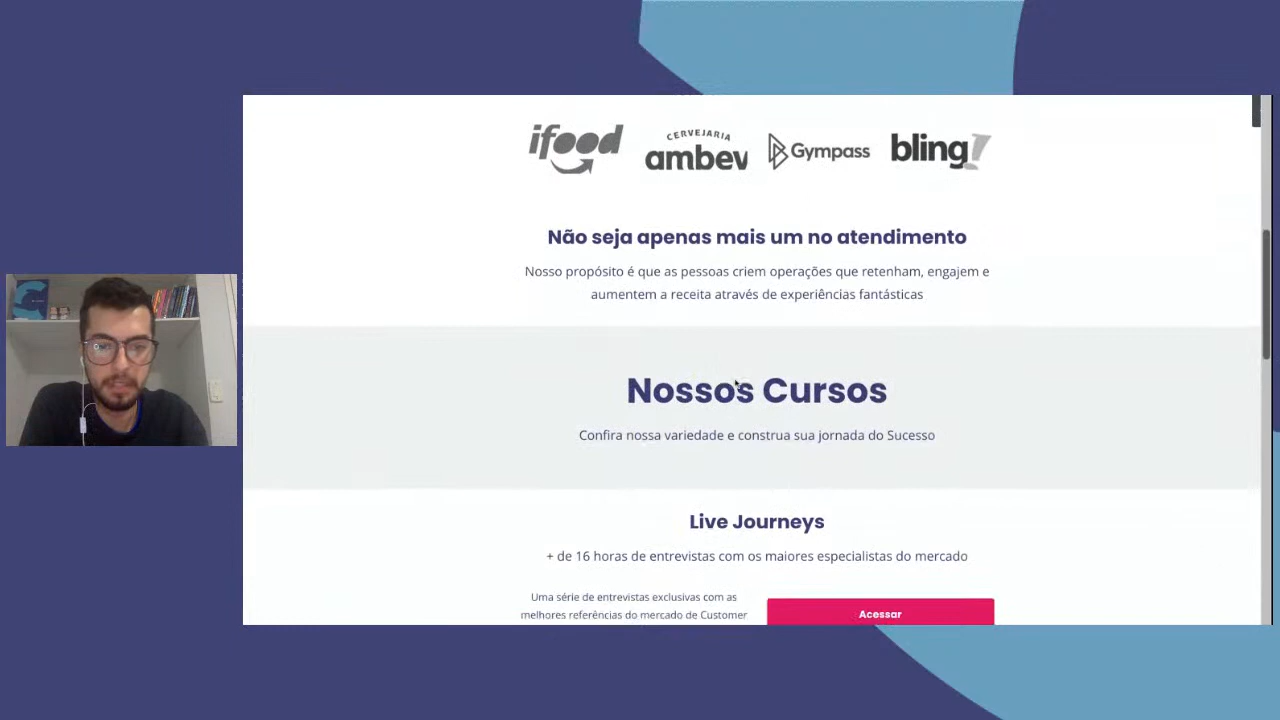 ifood
CERVEJARIA
ambev
Gympass
bling!
Não seja apenas mais um no atendimento
Nosso propósito é que as pessoas criem operações que retenham, engajem e
aumentem a receita através de experiências fantásticas
Nossos Cursos
Confira nossa variedade e construa sua jornada do Sucesso
Live Journeys
+ de 16 horas de entrevistas com os maiores especialistas do mercado
Uma série de entrevistas exclusivas com as
melhores referências do mercado de Customer
Acessar